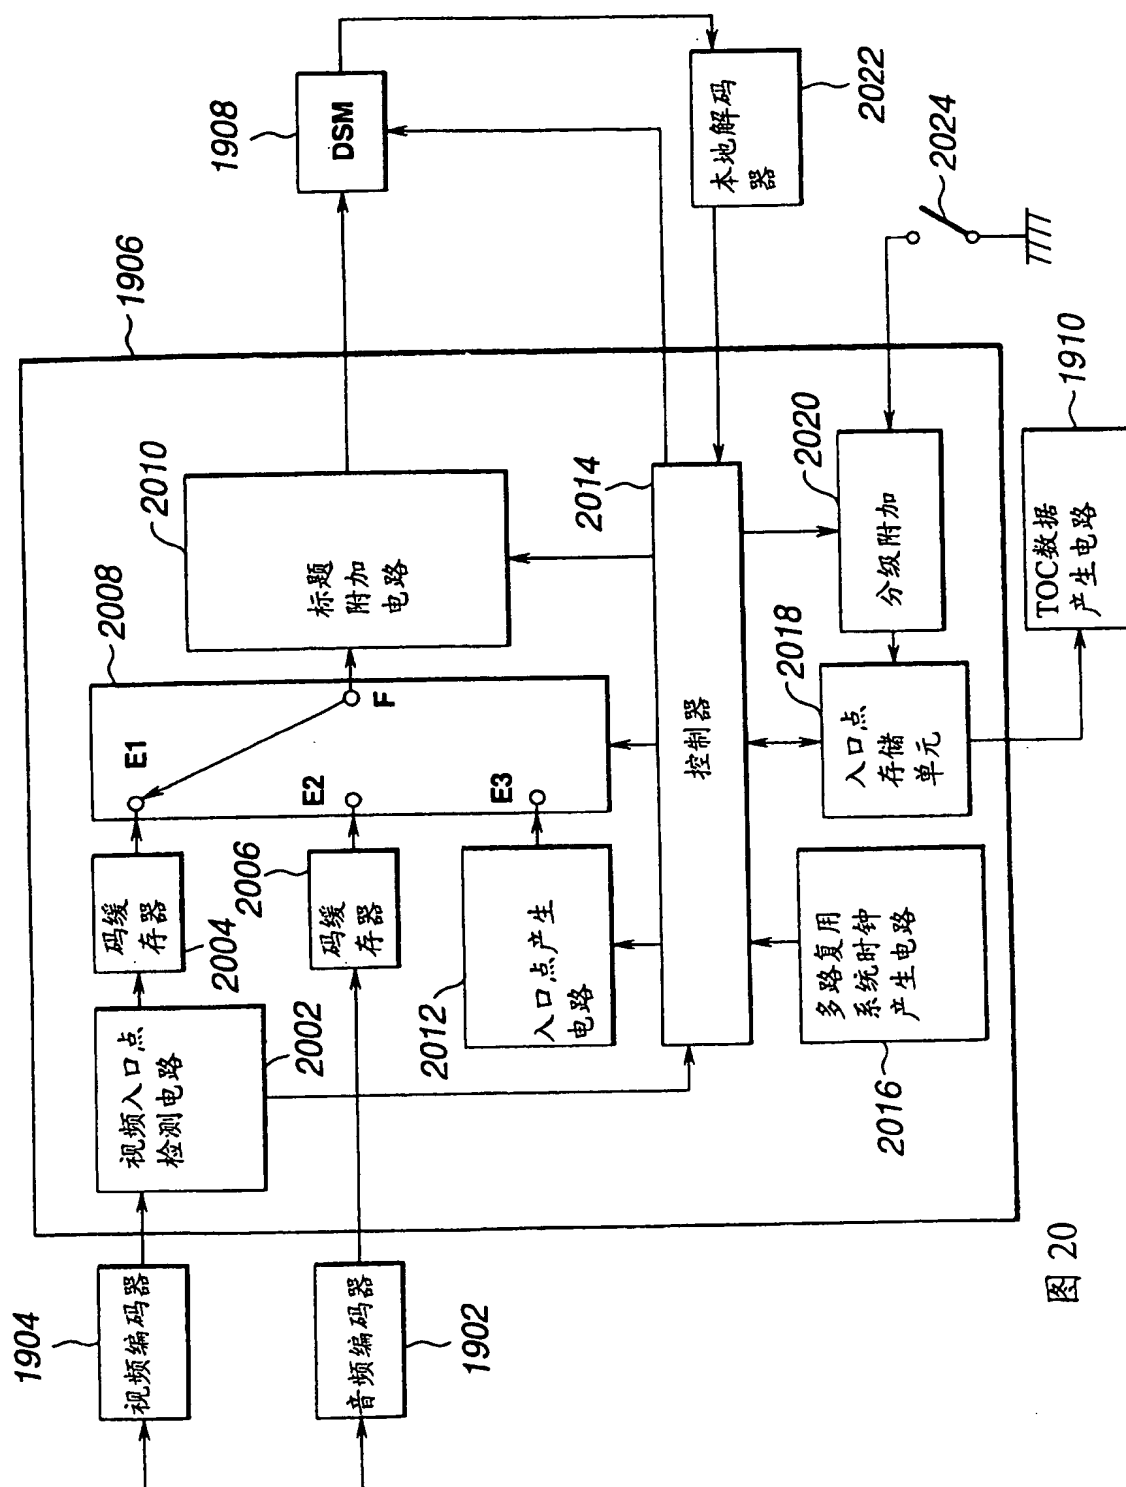 1904
视频编码器
1902
音频编码器
1906
视频入口点
检测电路
2002
码缓
存器
2004
码缓
存器
2006
2008
E1
E2
E3
F
标题
附加
电路
2010
DSM
1908
入口点产生
电路
2012
控制器
2014
本地解码
器
2022
多路复用
系统时钟
产生电路
2016
入口点
存储
单元
2018
分级附加
2020
2024
TOC数据
产生电路
1910
图 20